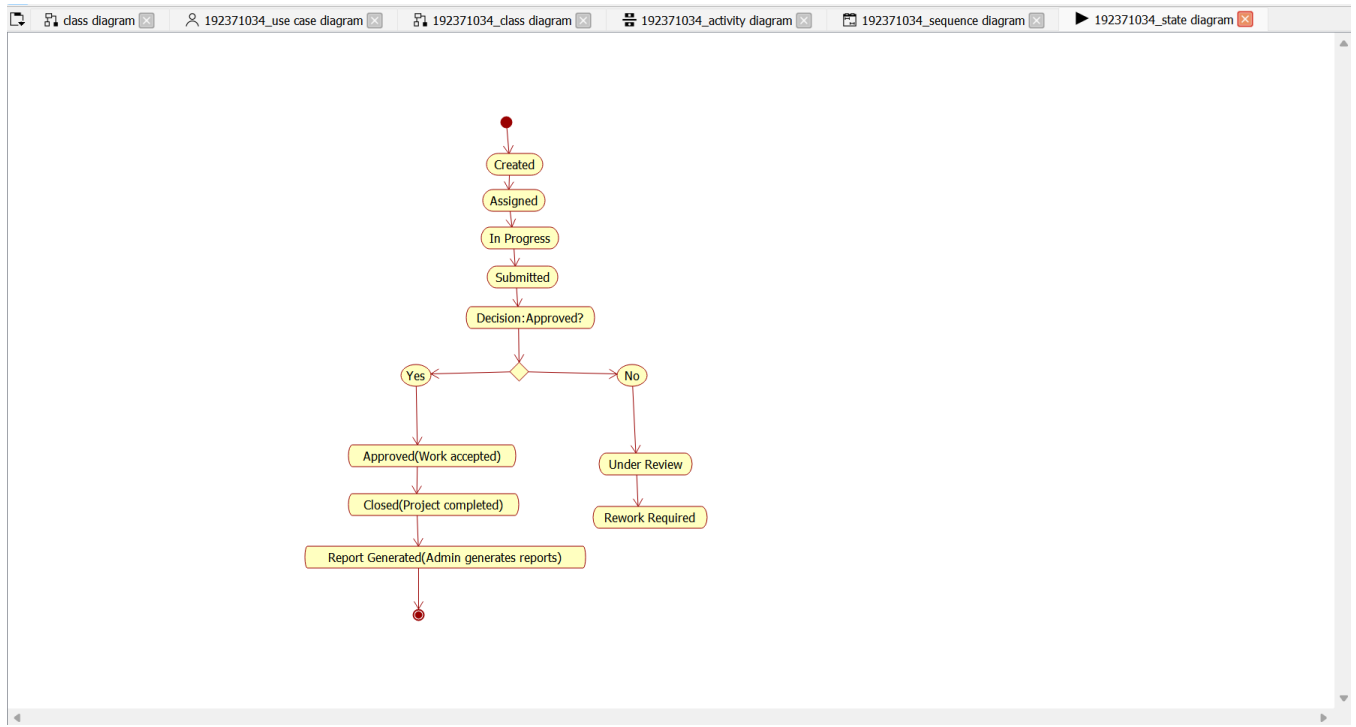 class diagram
192371034_use case diagram
192371034_class diagram
192371034_activity diagram
192371034_sequence diagram
192371034_state diagram
Created
Assigned
In Progress
Submitted
Decision:Approved?
Yes
No
Approved(Work accepted)
Under Review
Closed(Project completed)
Rework Required
Report Generated(Admin generates reports)